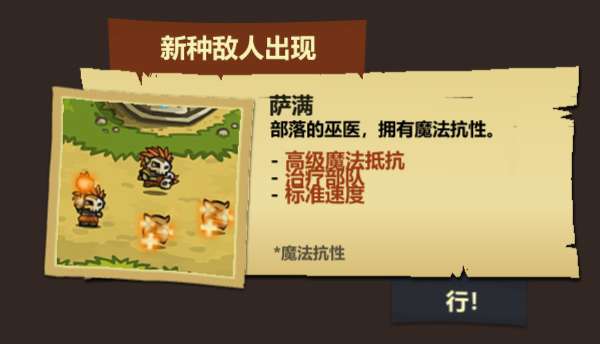 新种敌人出现
萨满
部落的巫医，拥有魔法抗性。
- 高级魔法抵抗
- 治疗部队
- 标准速度
*魔法抗性
行!